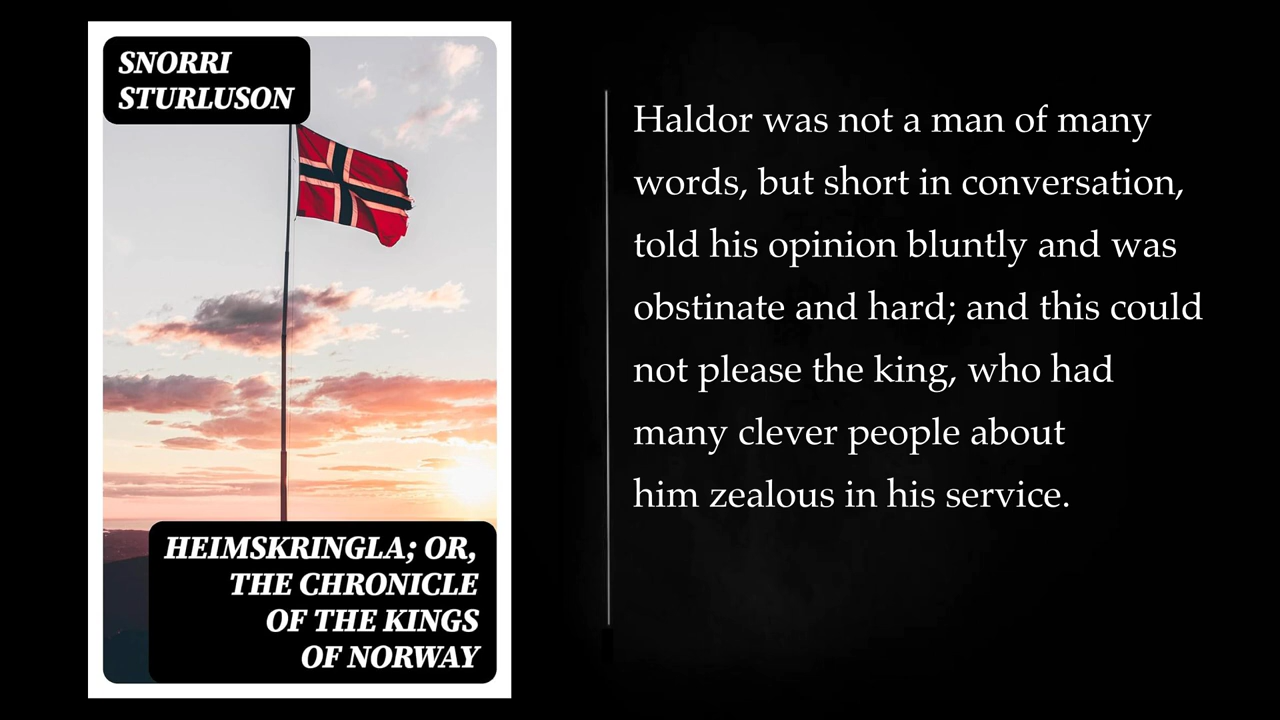 SNORRI
STURLUSON
HEIMSKRINGLA; OR,
THE CHRONICLE
OF THE KINGS
OF NORWAY
Haldor was not a man of many
words, but short in conversation,
told his opinion bluntly and was
obstinate and hard; and this could
not please the king, who had
many clever people about
him zealous in his service.